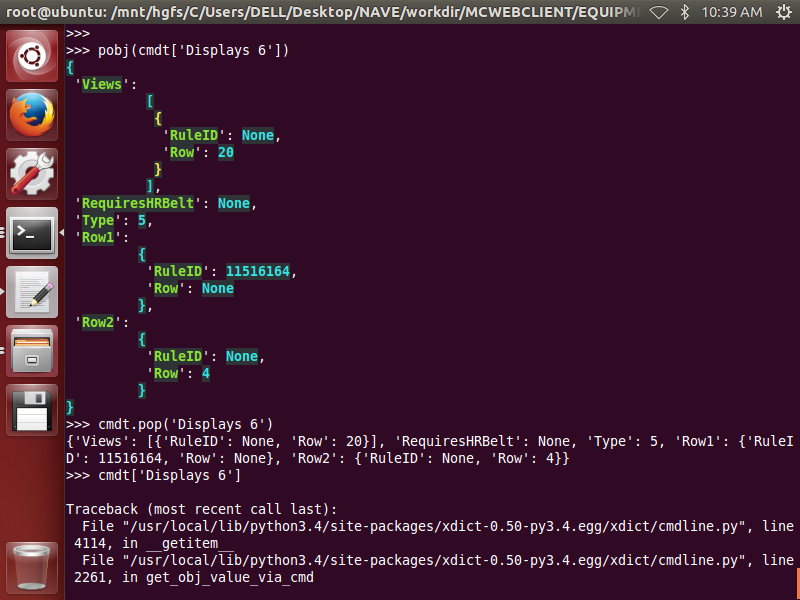 root@ubuntu: /mnt/hgfs/C/Users/DELL/Desktop/NAVE/workdir/MCWEBCLIENT/EQUIPM 10:39 AM
>>>
>>> pobj(cmdt['Displays 6'])
{
 'Views':
          [
           {
            'RuleID': None,
            'Row': 20
           }
          ],
 'RequiresHRBelt': None,
 'Type': 5,
 'Row1':
         {
          'RuleID': 11516164,
          'Row': None
         },
 'Row2':
         {
          'RuleID': None,
          'Row': 4
         }
}
>>> cmdt.pop('Displays 6')
{'Views': [{'RuleID': None, 'Row': 20}], 'RequiresHRBelt': None, 'Type': 5, 'Row1': {'RuleI
D': 11516164, 'Row': None}, 'Row2': {'RuleID': None, 'Row': 4}}
>>> cmdt['Displays 6']
Traceback (most recent call last):
  File "/usr/local/lib/python3.4/site-packages/xdict-0.50-py3.4.egg/xdict/cmdline.py", line
 4114, in __getitem__
  File "/usr/local/lib/python3.4/site-packages/xdict-0.50-py3.4.egg/xdict/cmdline.py", line
 2261, in get_obj_value_via_cmd